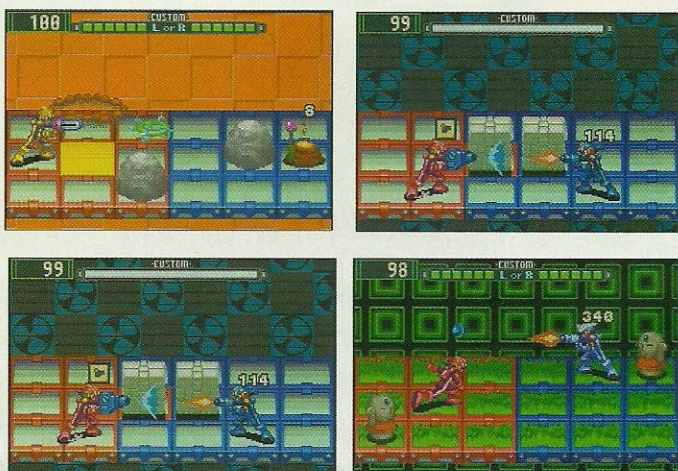 100
-CUSTOM-
L or R
8
99
-CUSTOM-
114
99
-CUSTOM-
114
98
-CUSTOM-
L or R
340